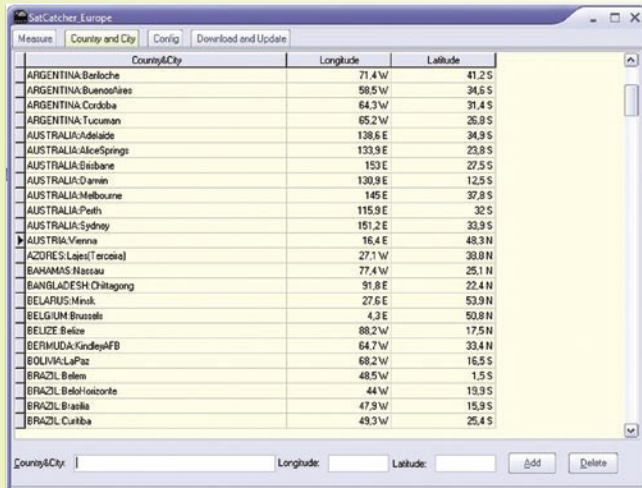 SatCatcher_Europe
Measure Country and City Config Download and Update
Country&City Longitude Latitude
ARGENTINA:Bariloche 71,4 W 41,2 S
ARGENTINA:BuenosAires 58,5 W 34,6 S
ARGENTINA:Cordoba 64,3 W 31,4 S
ARGENTINA:Tucuman 65,2 W 26,8 S
AUSTRALIA:Adelaide 138,6 E 34,9 S
AUSTRALIA:AliceSprings 133,9 E 23,8 S
AUSTRALIA:Brisbane 153 E 27,5 S
AUSTRALIA:Darwin 130,9 E 12,5 S
AUSTRALIA:Melbourne 145 E 37,8 S
AUSTRALIA:Perth 115,9 E 32 S
AUSTRALIA:Sydney 151,2 E 33,9 S
AUSTRIA:Vienna 16,4 E 48,3 N
AZORES:Lajes(Terceira) 27,1 W 38,8 N
BAHAMAS:Nassau 77,4 W 25,1 N
BANGLADESH:Chittagong 91,8 E 22,4 N
BELARUS:Minsk 27,6 E 53,9 N
BELGIUM:Brussels 4,3 E 50,8 N
BELIZE:Belize 88,2 W 17,5 N
BERMUDA:KindleyAFB 64,7 W 33,4 N
BOLIVIA:LaPaz 68,2 W 16,5 S
BRAZIL:Belem 48,5 W 1,5 S
BRAZIL:BeloHorizonte 44 W 19,9 S
BRAZIL:Brasilia 47,9 W 15,9 S
BRAZIL:Curitiba 49,3 W 25,4 S
Country&City: Longitude: Latitude: Add Delete